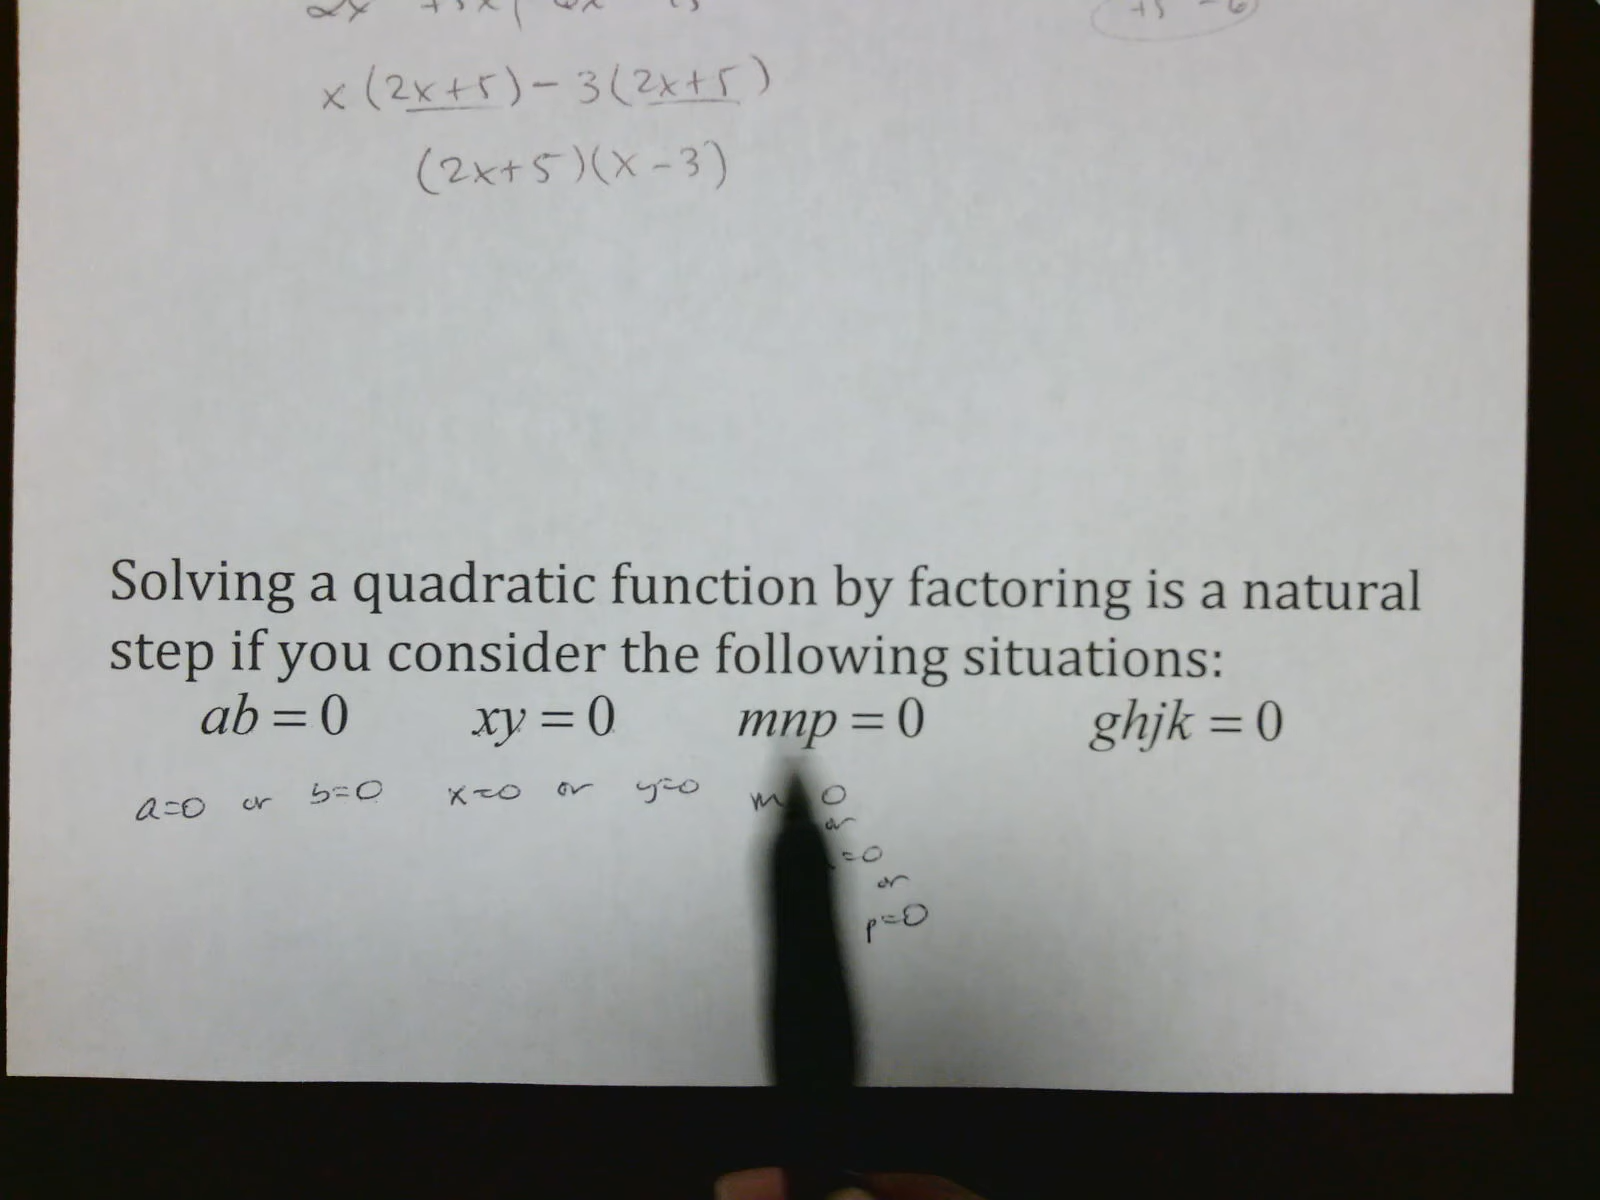 x(2x+5)-3(2x+5)
(2x+5)(x-3)
Solving a quadratic function by factoring is a natural
step if you consider the following situations:
ab = 0 xy = 0 mnp = 0 ghjk = 0
a=0 or b=0 x=0 or y=0 m 0
or
=0
or
p=0